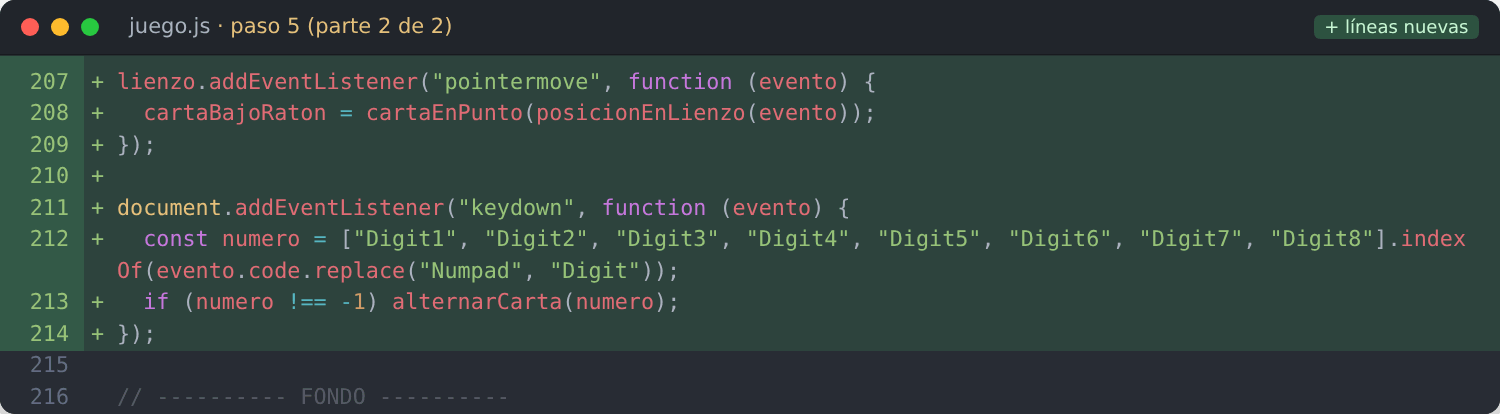 juego.js · paso 5 (parte 2 de 2)
+ líneas nuevas
207 + lienzo.addEventListener("pointermove", function (evento) {
208 +   cartaBajoRaton = cartaEnPunto(posicionEnLienzo(evento));
209 + });
210 +
211 + document.addEventListener("keydown", function (evento) {
212 +   const numero = ["Digit1", "Digit2", "Digit3", "Digit4", "Digit5", "Digit6", "Digit7", "Digit8"].index
Of(evento.code.replace("Numpad", "Digit"));
213 +   if (numero !== -1) alternarCarta(numero);
214 + });
215
216   // ---------- FONDO ----------